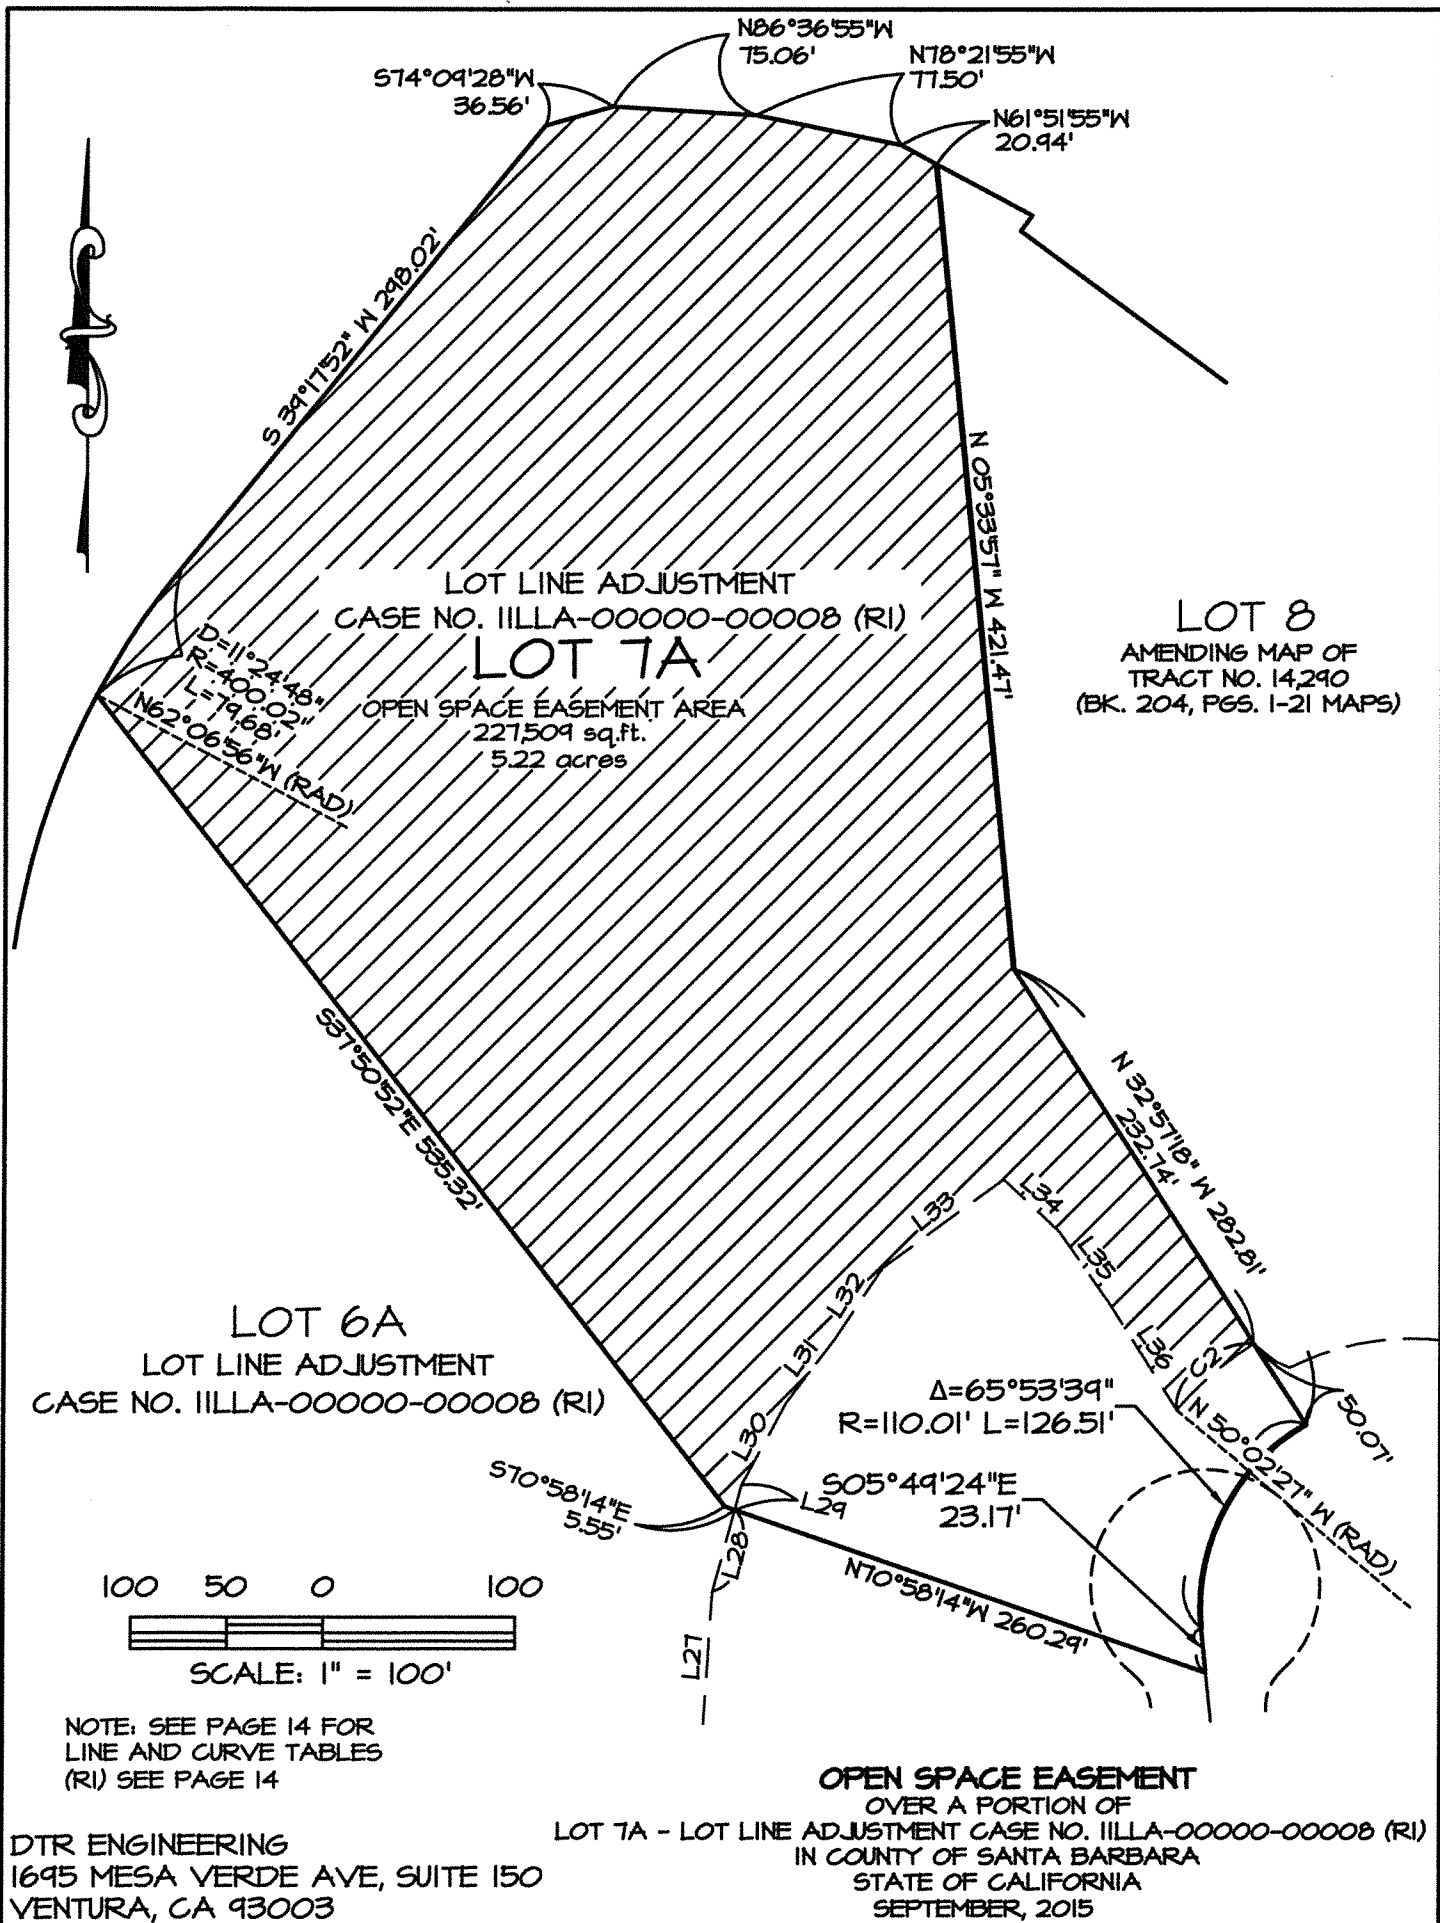 N86°36'55"W
75.06'
N78°21'55"W
77.50'
S74°09'28"W
36.56'
N61°51'55"W
20.94'
S 39°17'52" W 298.02'
N 05°33'57" W 421.47'
LOT LINE ADJUSTMENT
CASE NO. 11LLA-00000-00008 (R1)
LOT 7A
OPEN SPACE EASEMENT AREA
227,509 sq.ft.
5.22 acres
LOT 8
AMENDING MAP OF
TRACT NO. 14,290
(BK. 204, PGS. 1-21 MAPS)
D=11°24'48"
R=400.02'
L=79.68'
N62°06'56"W (RAD)
S37°50'52"E 535.32'
N 32°57'18" W 282.81'
232.74'
L33
L34
L35
L32
L36
L31
C2
L30
L29
L28
L27
LOT 6A
LOT LINE ADJUSTMENT
CASE NO. 11LLA-00000-00008 (R1)
Δ=65°53'39"
R=110.01' L=126.51'
50.07'
N 50°02'27" W (RAD)
S70°58'14"E
5.55'
S05°49'24"E
23.17'
N70°58'14"W 260.29'
100 50 0 100
SCALE: 1" = 100'
NOTE: SEE PAGE 14 FOR
LINE AND CURVE TABLES
(R1) SEE PAGE 14
OPEN SPACE EASEMENT
OVER A PORTION OF
LOT 7A - LOT LINE ADJUSTMENT CASE NO. 11LLA-00000-00008 (R1)
IN COUNTY OF SANTA BARBARA
STATE OF CALIFORNIA
SEPTEMBER, 2015
DTR ENGINEERING
1695 MESA VERDE AVE, SUITE 150
VENTURA, CA 93003